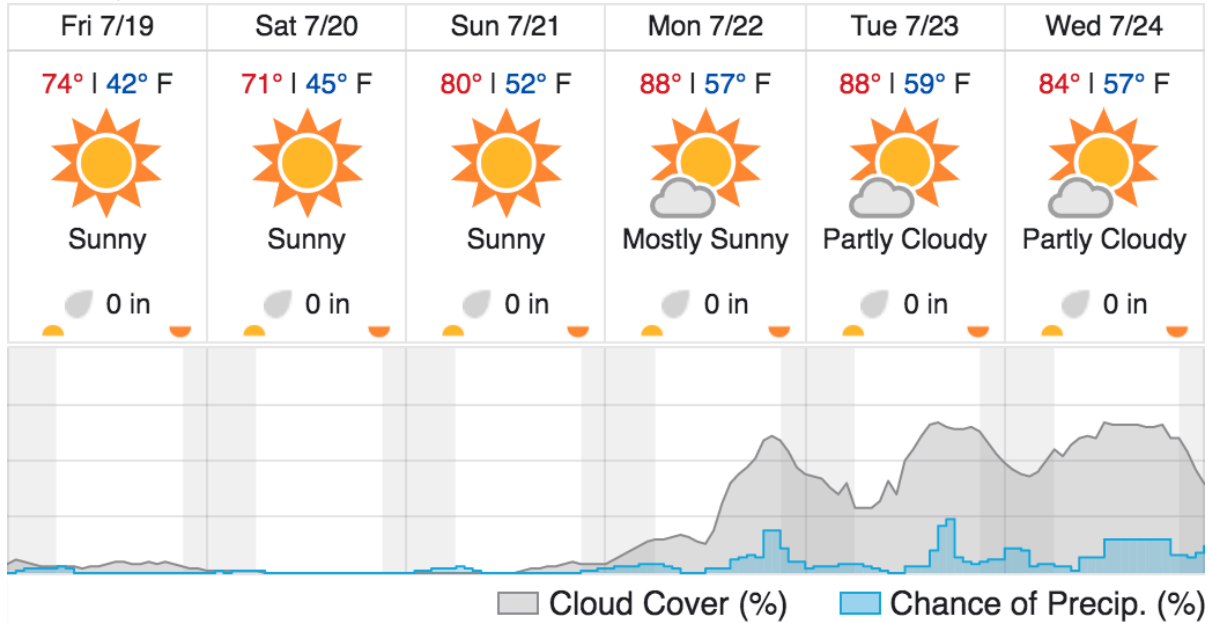 Fri 7/19 Sat 7/20 Sun 7/21 Mon 7/22 Tue 7/23 Wed 7/24
74° | 42° F 71° | 45° F 80° | 52° F 88° | 57° F 88° | 59° F 84° | 57° F
Sunny Sunny Sunny Mostly Sunny Partly Cloudy Partly Cloudy
0 in 0 in 0 in 0 in 0 in 0 in
Cloud Cover (%) Chance of Precip. (%)